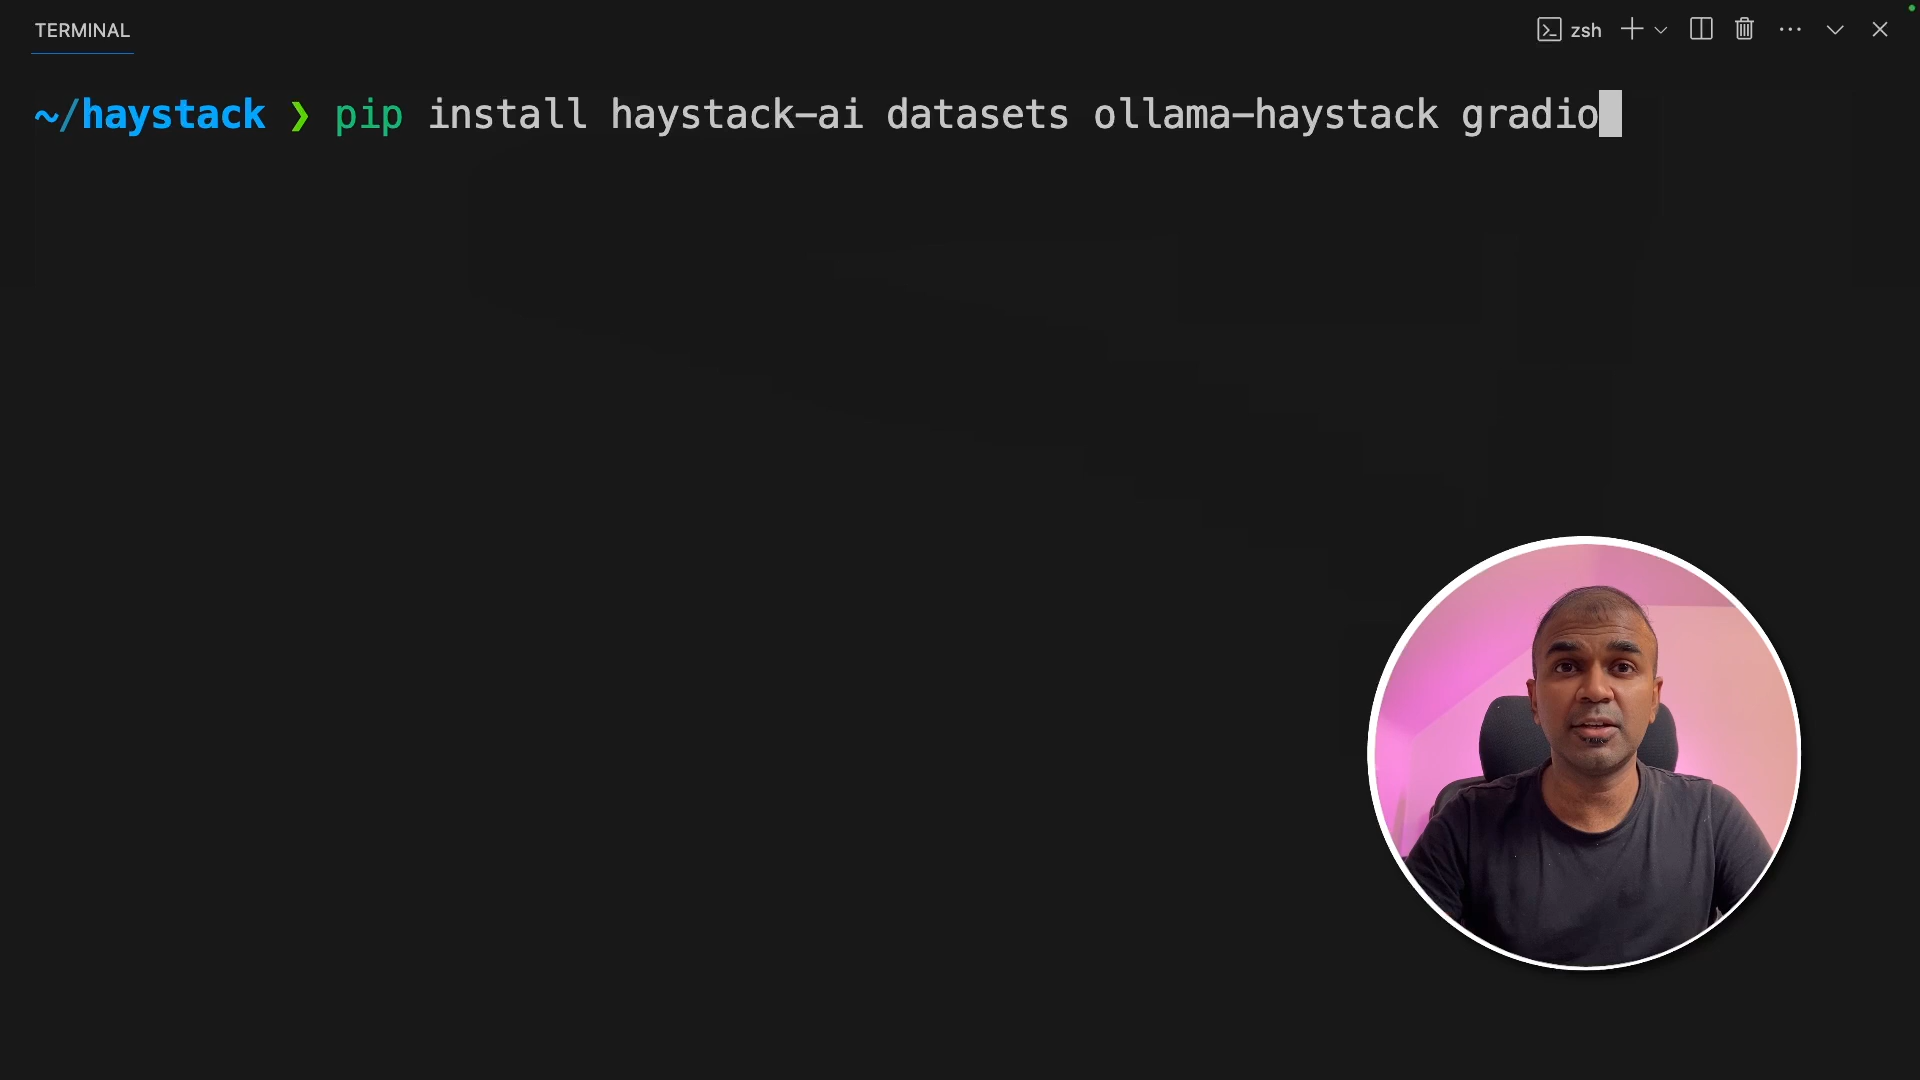 TERMINAL
zsh
~/haystack ❯ pip install haystack-ai datasets ollama-haystack gradio